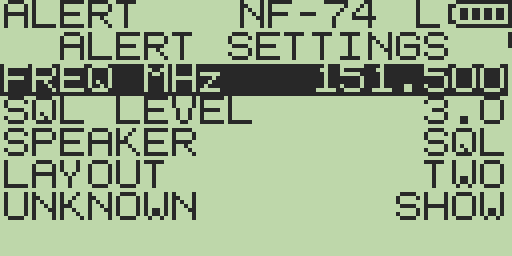 ALERT NF-74 L
ALERT SETTINGS
FREQ MHz 151.500
SQL LEVEL 3.0
SPEAKER SQL
LAYOUT TWO
UNKNOWN SHOW